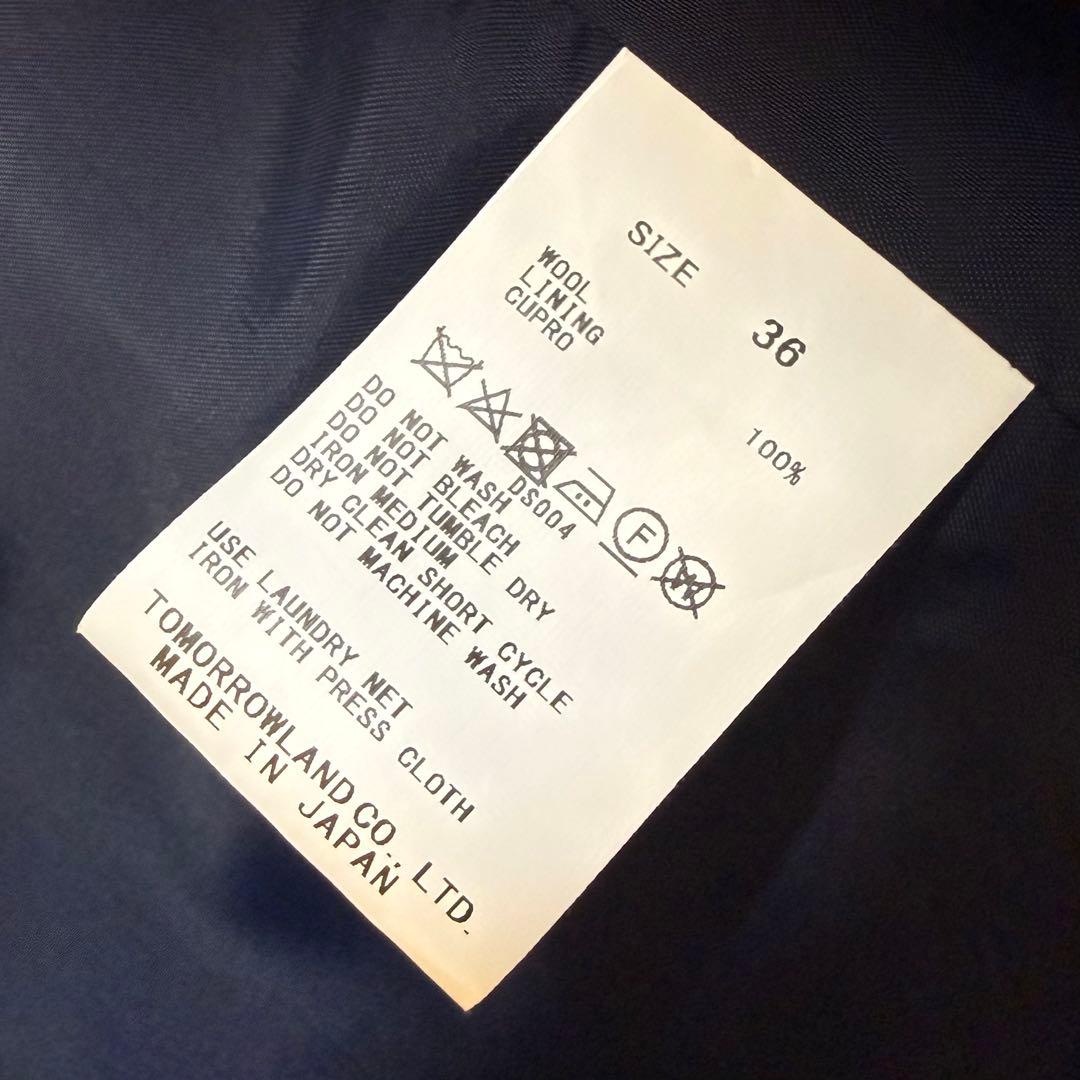 SIZE 36
WOOL 100%
LINING
CUPRO
F
W
DS004
DO NOT WASH
DO NOT BLEACH
DO NOT TUMBLE DRY
IRON MEDIUM
DRY CLEAN SHORT CYCLE
DO NOT MACHINE WASH
USE LAUNDRY NET
IRON WITH PRESS CLOTH
TOMORROWLAND CO., LTD.
MADE IN JAPAN